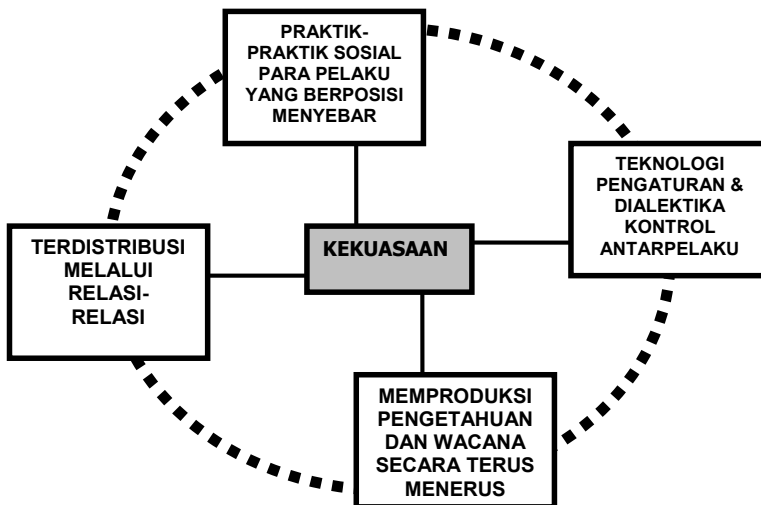 PRAKTIK-
PRAKTIK SOSIAL
PARA PELAKU
YANG BERPOSISI
MENYEBAR
TEKNOLOGI
PENGATURAN &
DIALEKTIKA
KONTROL
ANTARPELAKU
KEKUASAAN
TERDISTRIBUSI
MELALUI
RELASI-
RELASI
MEMPRODUKSI
PENGETAHUAN
DAN WACANA
SECARA TERUS
MENERUS